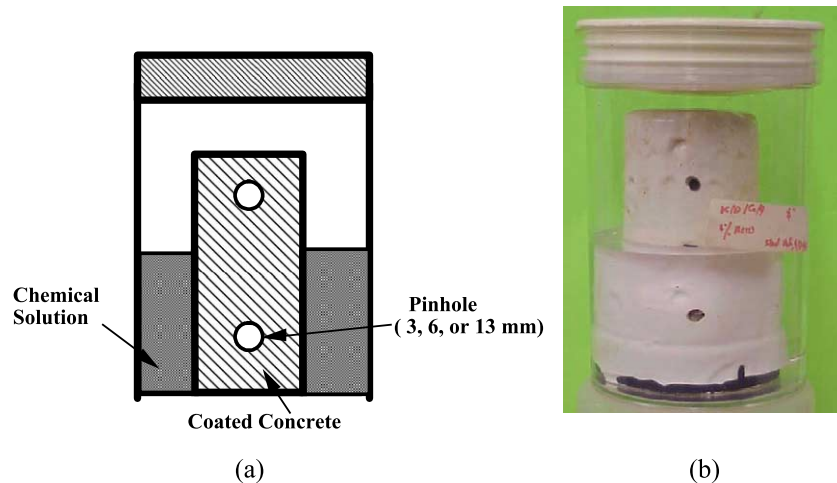 Chemical
Solution
Pinhole
( 3, 6, or 13 mm)
Coated Concrete
(a)
(b)